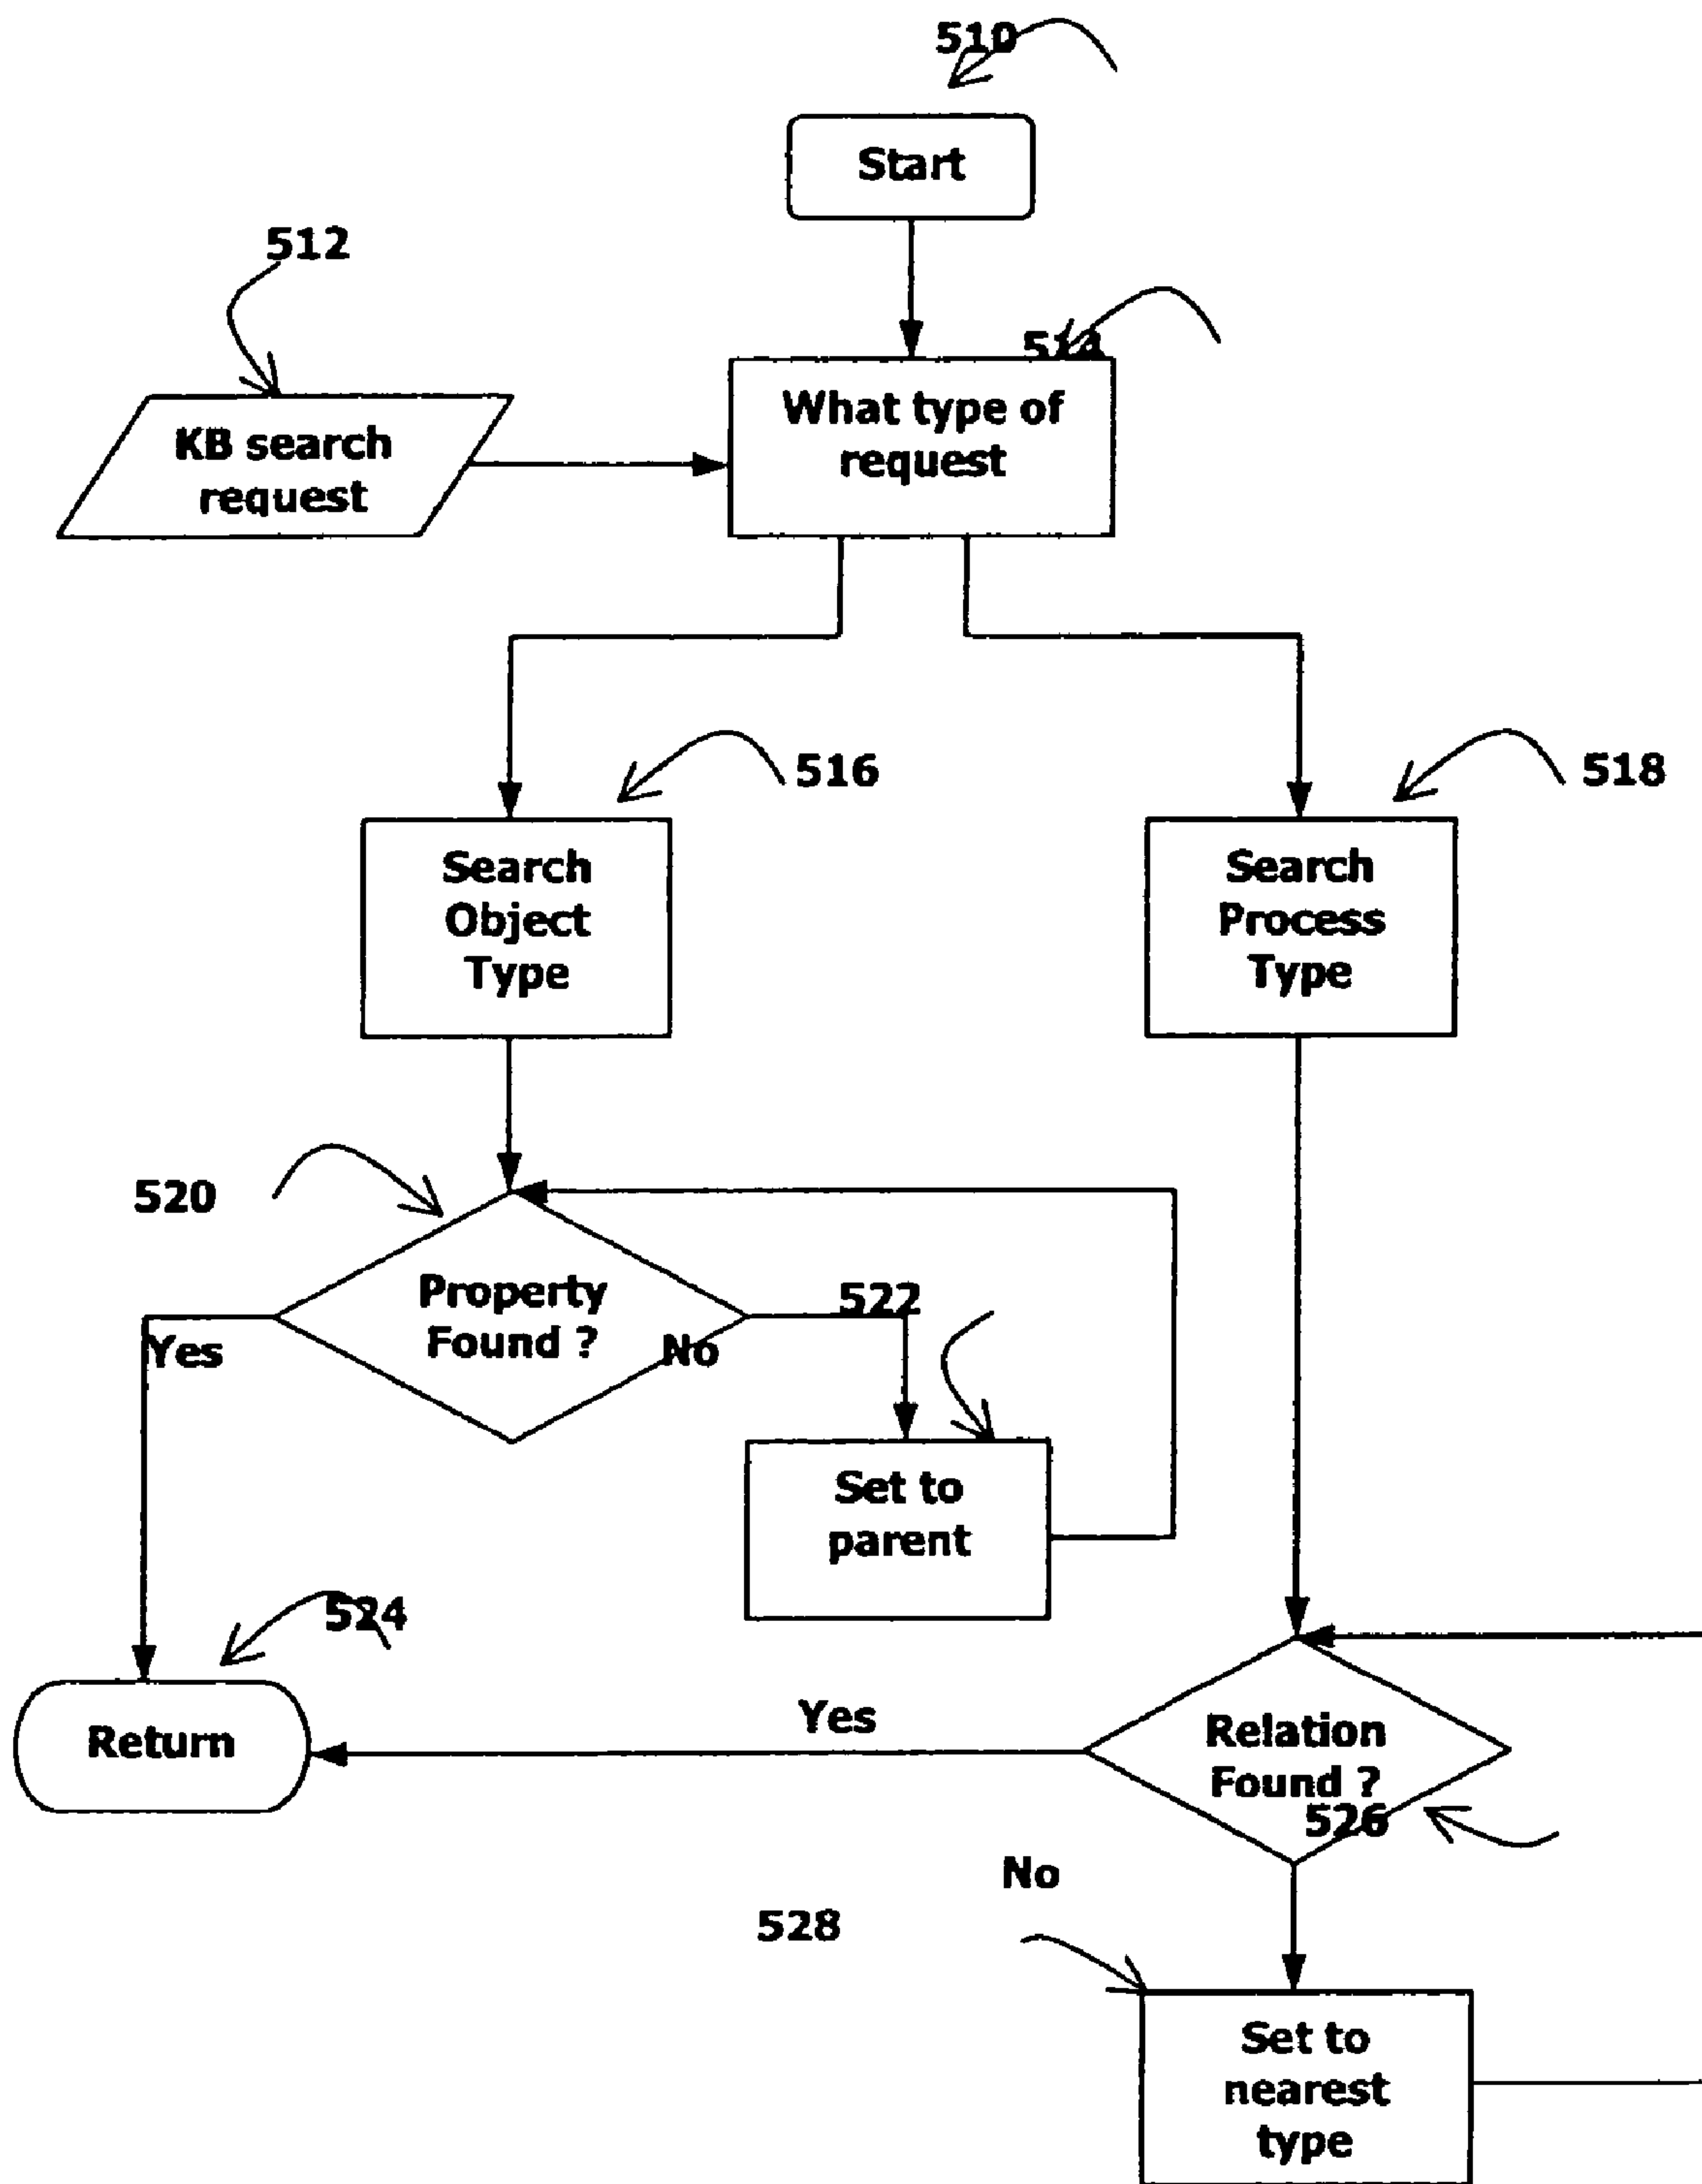 510
Start
512
514
What type of
request
KB search
request
516
518
Search
Object
Type
Search
Process
Type
520
Property
Found ?
522
Yes
No
Set to
parent
524
Return
Yes
Relation
Found ?
526
No
528
Set to
nearest
type